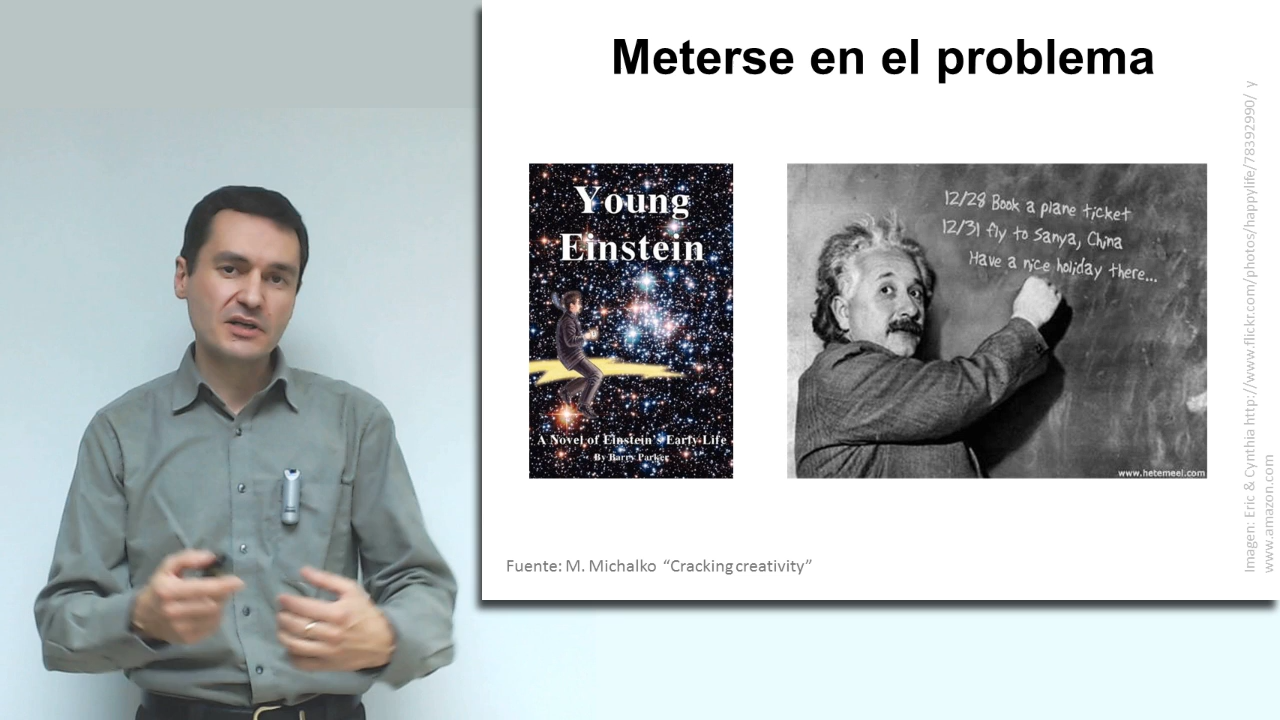 Meterse en el problema
Young
Einstein
A Novel of Einstein's Early Life
By Barry Parker
12/28 Book a plane ticket
12/31 fly to Sanya, China
Have a nice holiday there...
www.hetemeel.com
Fuente: M. Michalko “Cracking creativity”
Imagen: Eric & Cynthia http://www.flickr.com/photos/happylife/78392990/ y
www.amazon.com